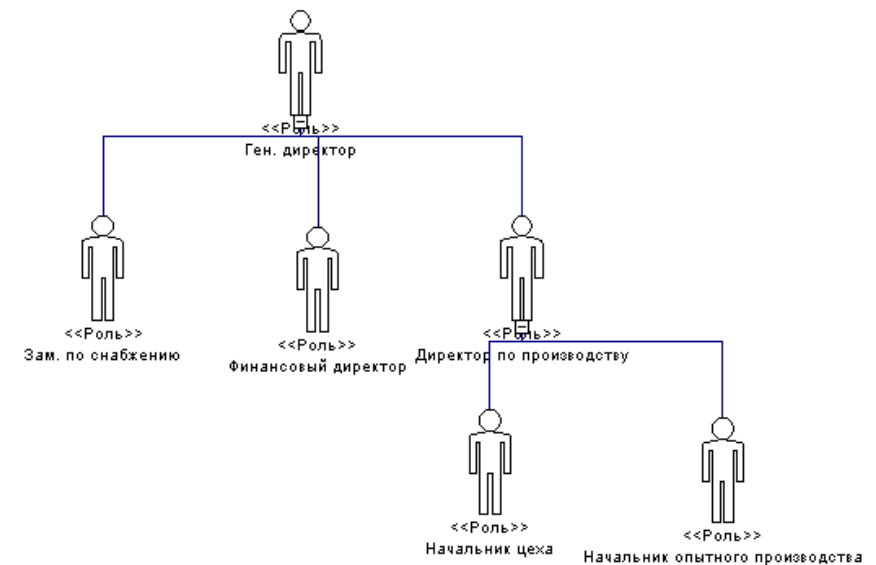 <<Роль>>
Ген. директор
<<Роль>>
Зам. по снабжению
<<Роль>>
Финансовый директор
<<Роль>>
Директор по производству
<<Роль>>
Начальник цеха
<<Роль>>
Начальник опытного производства